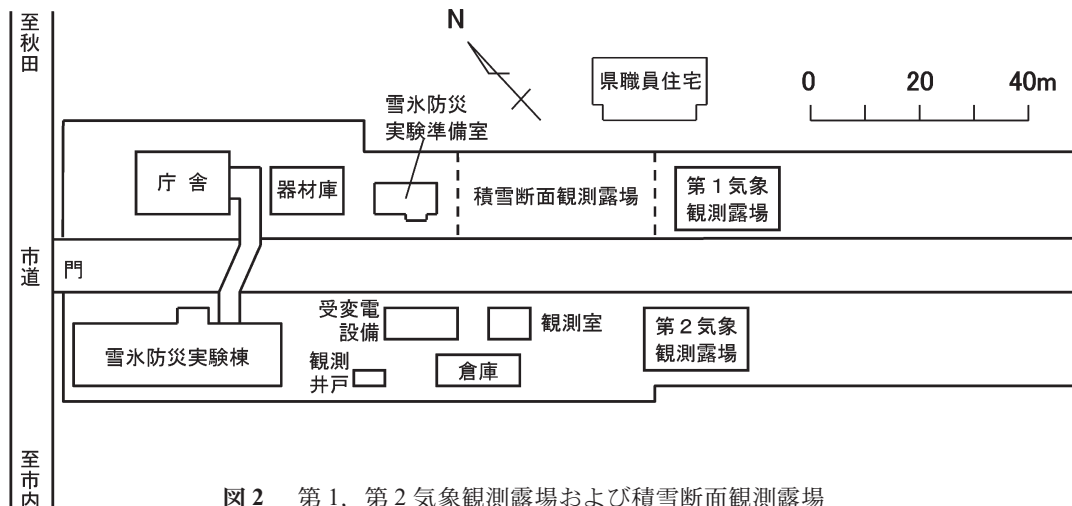 至秋田
N
県職員住宅
0 20 40m
雪氷防災
実験準備室
庁舎
器材庫
積雪断面観測露場
第１気象
観測露場
市道
門
受変電
設備
観測室
第２気象
観測露場
雪氷防災実験棟
観測
井戸
倉庫
至市内
図2 第1，第2気象観測露場および積雪断面観測露場